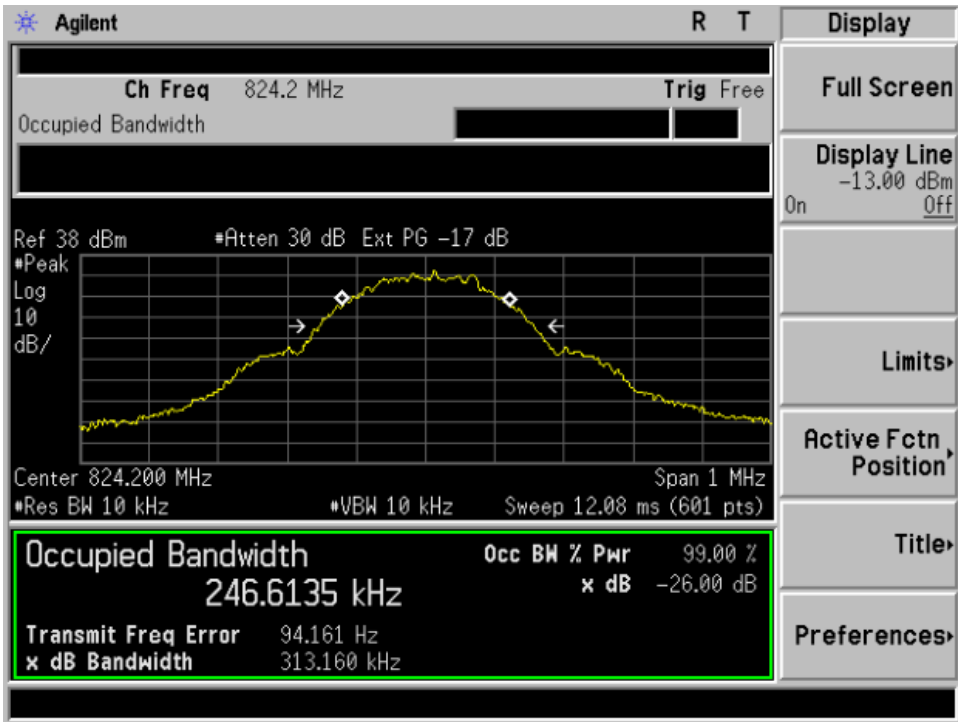 Agilent R T Display
Ch Freq 824.2 MHz Trig Free
Occupied Bandwidth
Full Screen
Display Line
-13.00 dBm
On Off
Ref 38 dBm #Atten 30 dB Ext PG -17 dB
#Peak
Log
10
dB/
Limits
Active Fctn
Position
Center 824.200 MHz Span 1 MHz
#Res BW 10 kHz #VBW 10 kHz Sweep 12.08 ms (601 pts)
Occupied Bandwidth
246.6135 kHz
Occ BW % Pwr 99.00 %
x dB -26.00 dB
Transmit Freq Error 94.161 Hz
x dB Bandwidth 313.160 kHz
Title
Preferences